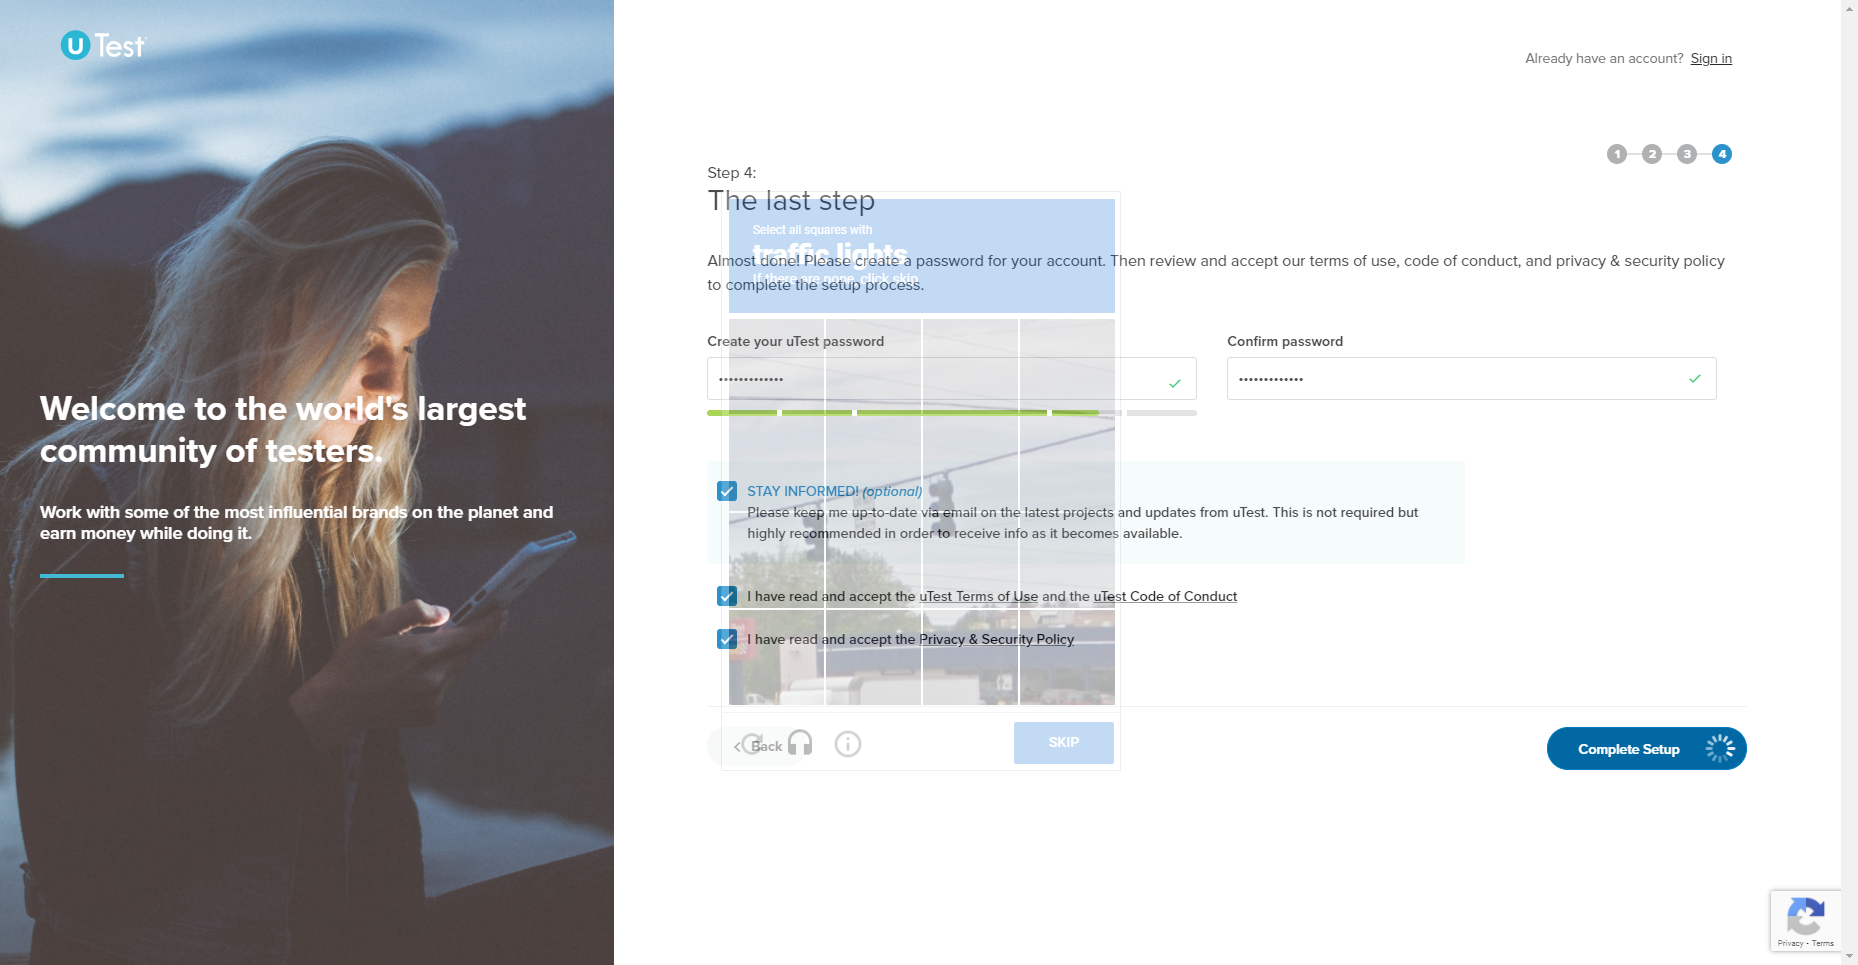 uTest
Already have an account? Sign in
1 2 3 4
Step 4:
The last step
Select all squares with
traffic lights
If there are none, click skip
Almost done! Please create a password for your account. Then review and accept our terms of use, code of conduct, and privacy & security policy
to complete the setup process.
Create your uTest password
Confirm password
Welcome to the world's largest
community of testers.
Work with some of the most influential brands on the planet and
earn money while doing it.
STAY INFORMED! (optional)
Please keep me up-to-date via email on the latest projects and updates from uTest. This is not required but
highly recommended in order to receive info as it becomes available.
I have read and accept the uTest Terms of Use and the uTest Code of Conduct
I have read and accept the Privacy & Security Policy
Back
SKIP
Complete Setup
Privacy - Terms